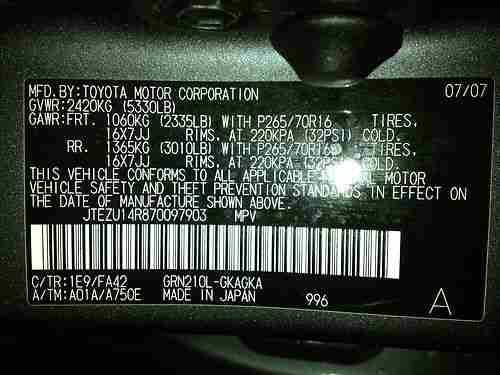 MFD.BY:TOYOTA MOTOR CORPORATION 07/07
GVWR:2420KG (5330LB)
GAWR:FRT. 1060KG (2335LB) WITH P265/70R16 TIRES,
16X7JJ RIMS, AT 220KPA (32PSI) COLD.
RR. 1365KG (3010LB) WITH P265/70R16 TIRES,
16X7JJ RIMS, AT 220KPA COLD.
THIS VEHICLE CONFORMS TO ALL MOTOR
VEHICLE SAFETY AND THEFT PREVENTION STANDARDS IN EFFECT ON
THE DATE OF MANUFACTURE SHOWN ABOVE.
JTEZU14R870097903 MPV
C/TR:1E9/FA42 GRN210L-GKAGKA
A/TM:A01A/A750E MADE IN JAPAN 996 A